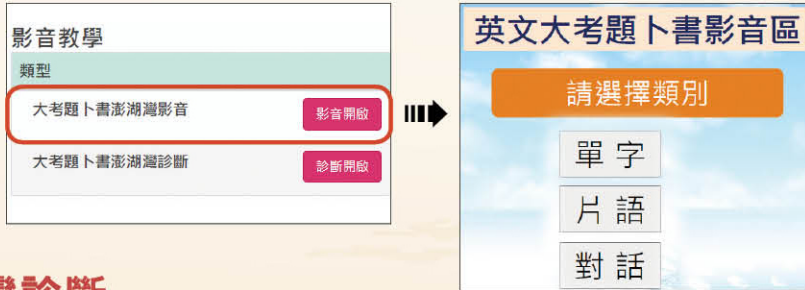 影音教學
類型
大考題卜書澎湖灣影音
影音開啟
大考題卜書澎湖灣診斷
診斷開啟
英文大考題卜書影音區
請選擇類別
單字
片語
對話
診斷